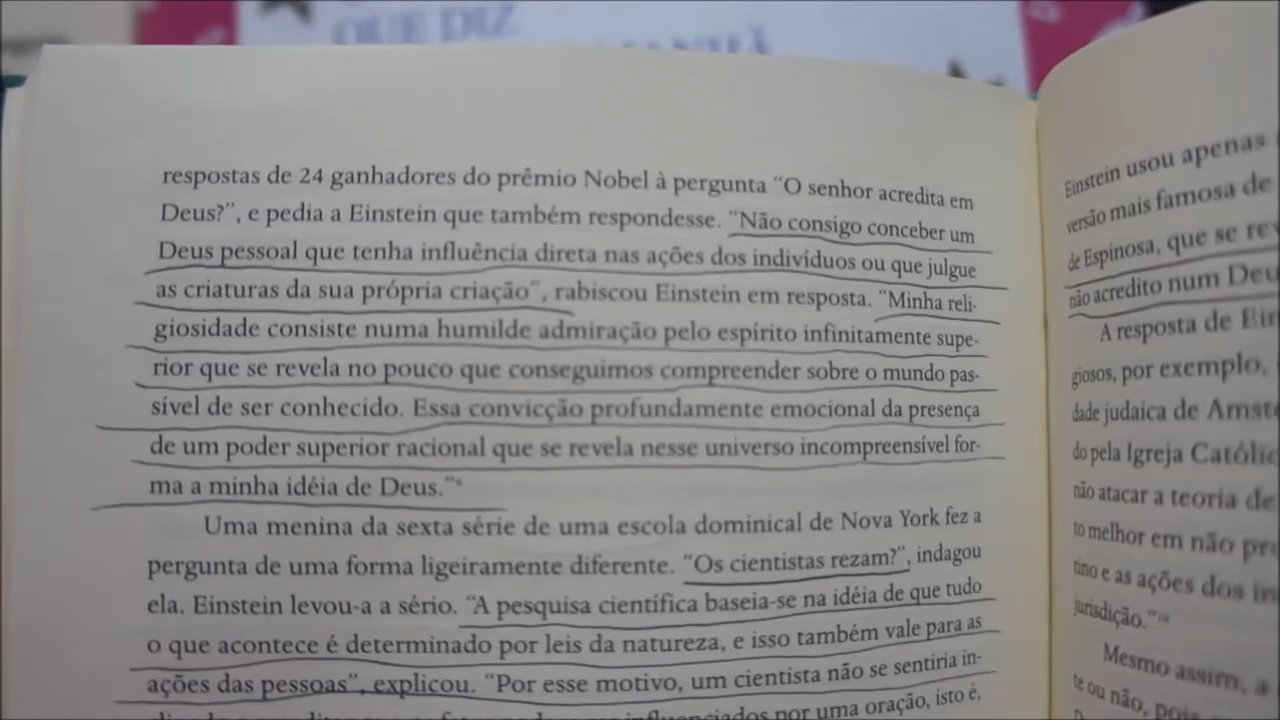 QUE DIZ
respostas de 24 ganhadores do prêmio Nobel à pergunta “O senhor acredita em
Deus?”, e pedia a Einstein que também respondesse. “Não consigo conceber um
Deus pessoal que tenha influência direta nas ações dos indivíduos ou que julgue
as criaturas da sua própria criação”, rabiscou Einstein em resposta. “Minha reli-
giosidade consiste numa humilde admiração pelo espírito infinitamente supe-
rior que se revela no pouco que conseguimos compreender sobre o mundo pas-
sível de ser conhecido. Essa convicção profundamente emocional da presença
de um poder superior racional que se revela nesse universo incompreensível for-
ma a minha idéia de Deus.”
Uma menina da sexta série de uma escola dominical de Nova York fez a
pergunta de uma forma ligeiramente diferente. “Os cientistas rezam?”, indagou
ela. Einstein levou-a a sério. “A pesquisa científica baseia-se na idéia de que tudo
o que acontece é determinado por leis da natureza, e isso também vale para as
ações das pessoas”, explicou. “Por esse motivo, um cientista não se sentiria in-
por uma oração, isto é,
Einstein usou apenas
versão mais famosa de
de Espinosa, que se
não acredito num
A resposta de
giosos, por exemplo,
dade judaica de
do pela Igreja
não atacar a teoria de
to melhor em não
tino e as ações dos
jurisdição.”
Mesmo assim, a
te ou não, pois